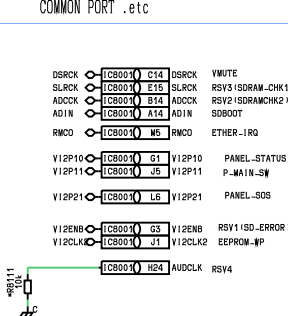 COMMON PORT .etc
DSRCK IC8001 C14 DSRCK VMUTE
SLRCK IC8001 E15 SLRCK RSV3(SDRAM-CHK1
ADCCK IC8001 B14 ADCCK RSV2(SDRAMCHK2)
ADIN IC8001 A14 ADIN SDBOOT
RMCO IC8001 W5 RMCO ETHER-IRQ
VI2P10 IC8001 G1 VI2P10 PANEL-STATUS
VI2P11 IC8001 J5 VI2P11 P-MAIN-SW
VI2P21 IC8001 L6 VI2P21 PANEL-SOS
VI2ENB IC8001 G3 VI2ENB RSV1(SD-ERROR
VI2CLK IC8001 J1 VI2CLK2 EEPROM-WP
IC8001 H24 AUDCLK RSV4
*R8111
10k
C